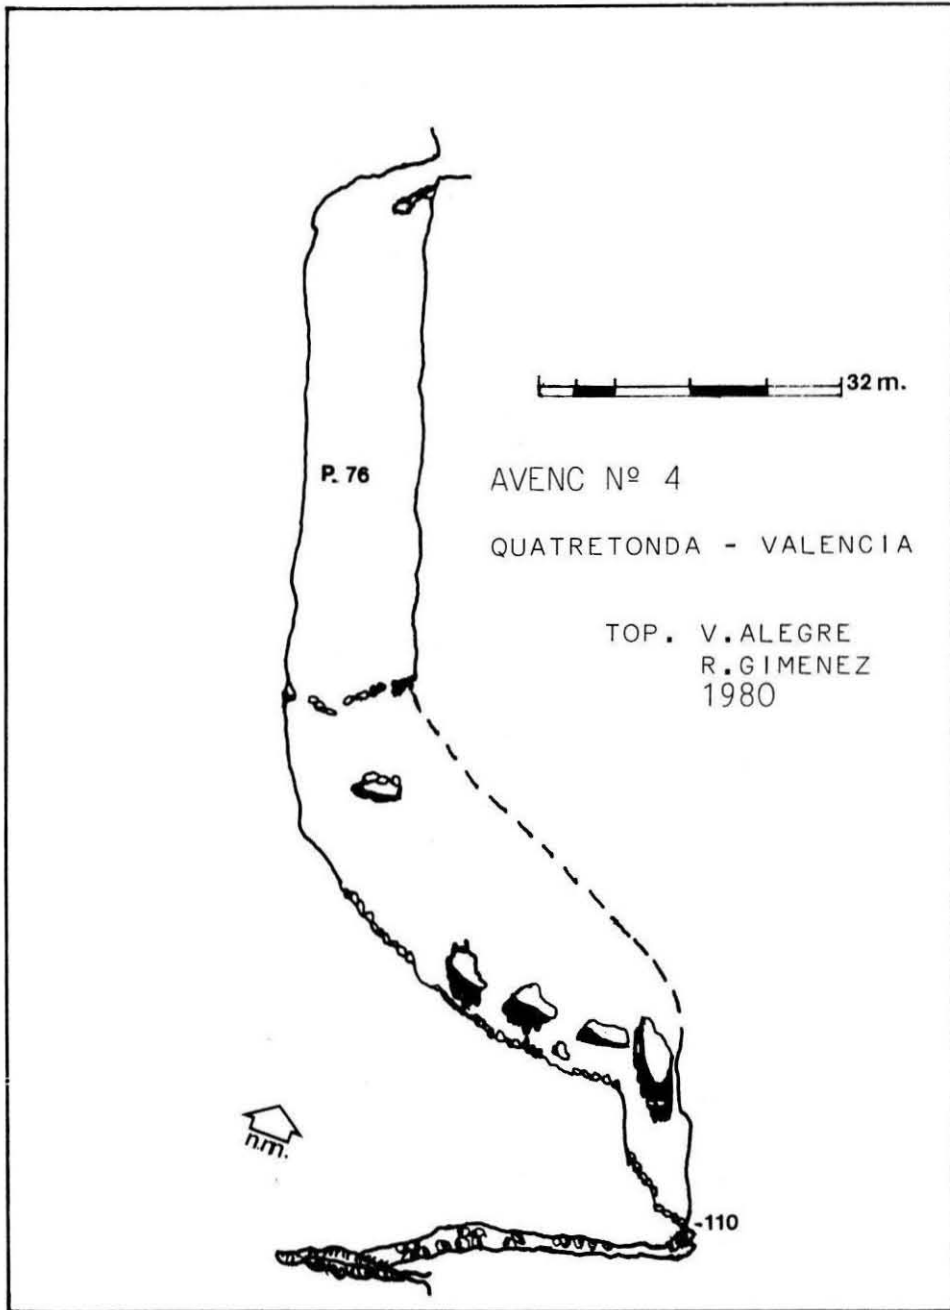 32 m.
P. 76
AVENC Nº 4
QUATRETONDA - VALENCIA
TOP. V.ALEGRE
R.GIMENEZ
1980
n.m.
-110